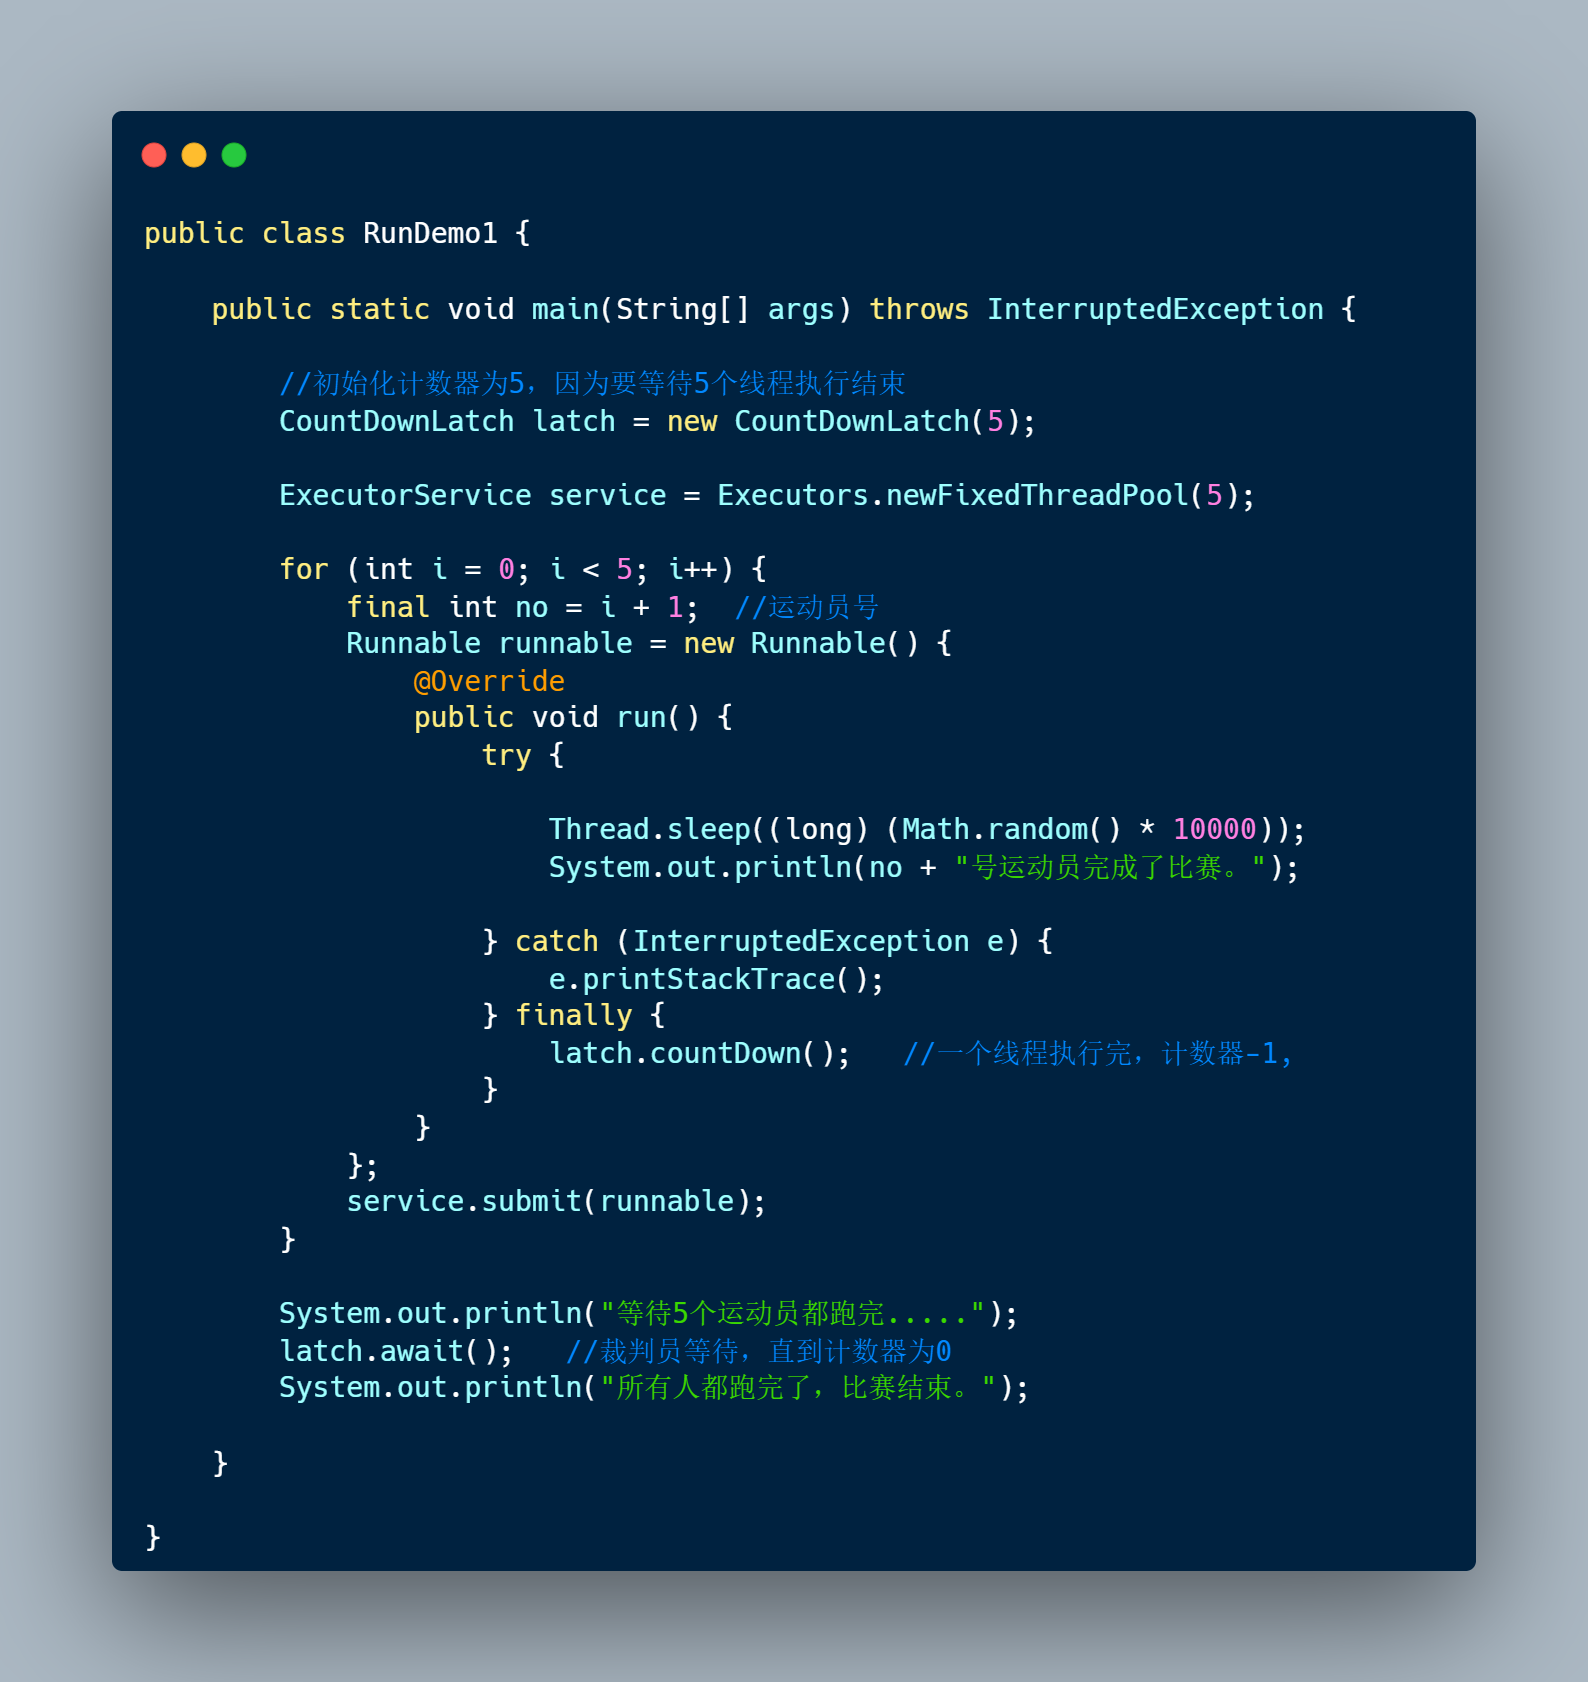 public class RunDemo1 {
public static void main(String[] args) throws InterruptedException {
//初始化计数器为5，因为要等待5个线程执行结束
CountDownLatch latch = new CountDownLatch(5);
ExecutorService service = Executors.newFixedThreadPool(5);
for (int i = 0; i < 5; i++) {
final int no = i + 1;  //运动员号
Runnable runnable = new Runnable() {
@Override
public void run() {
try {
Thread.sleep((long) (Math.random() * 10000));
System.out.println(no + "号运动员完成了比赛。");
} catch (InterruptedException e) {
e.printStackTrace();
} finally {
latch.countDown();   //一个线程执行完，计数器-1，
}
}
};
service.submit(runnable);
}
System.out.println("等待5个运动员都跑完.....");
latch.await();   //裁判员等待，直到计数器为0
System.out.println("所有人都跑完了，比赛结束。");
}
}